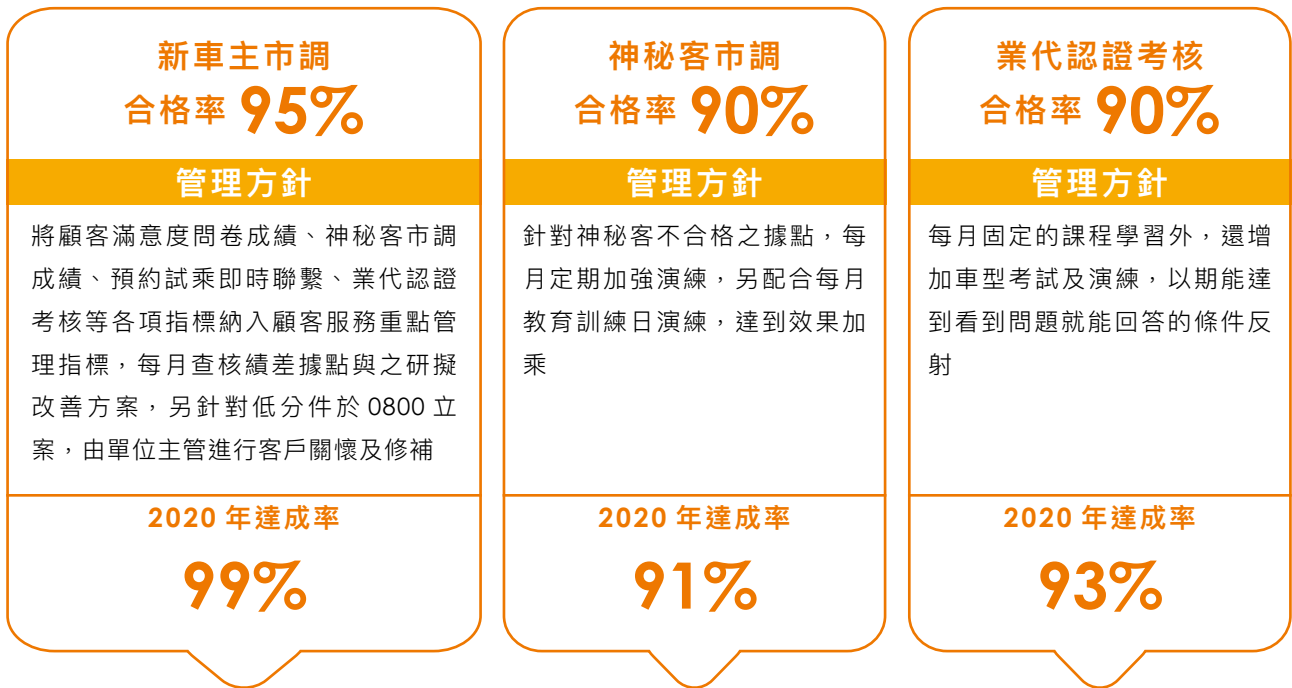 新車主市調
合格率 95%
管理方針
將顧客滿意度問卷成績、神秘客市調
成績、預約試乘即時聯繫、業代認證
考核等各項指標納入顧客服務重點管
理指標，每月查核績差據點與之研擬
改善方案，另針對低分件於 0800 立
案，由單位主管進行客戶關懷及修補
2020 年達成率
99%
神秘客市調
合格率 90%
管理方針
針對神秘客不合格之據點，每
月定期加強演練，另配合每月
教育訓練日演練，達到效果加
乘
2020 年達成率
91%
業代認證考核
合格率 90%
管理方針
每月固定的課程學習外，還增
加車型考試及演練，以期能達
到看到問題就能回答的條件反
射
2020 年達成率
93%